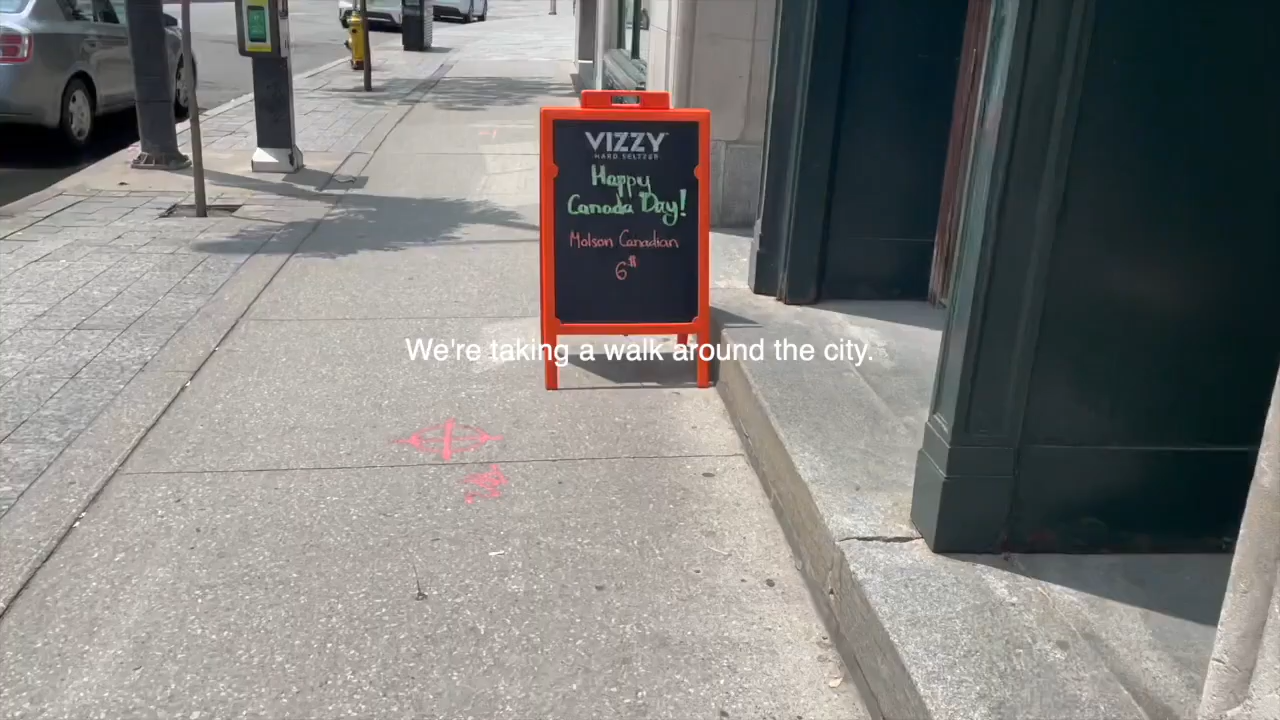 VIZZY
HARD SELTZER
Happy
Canada Day!
Molson Canadian
6$
We're taking a walk around the city.